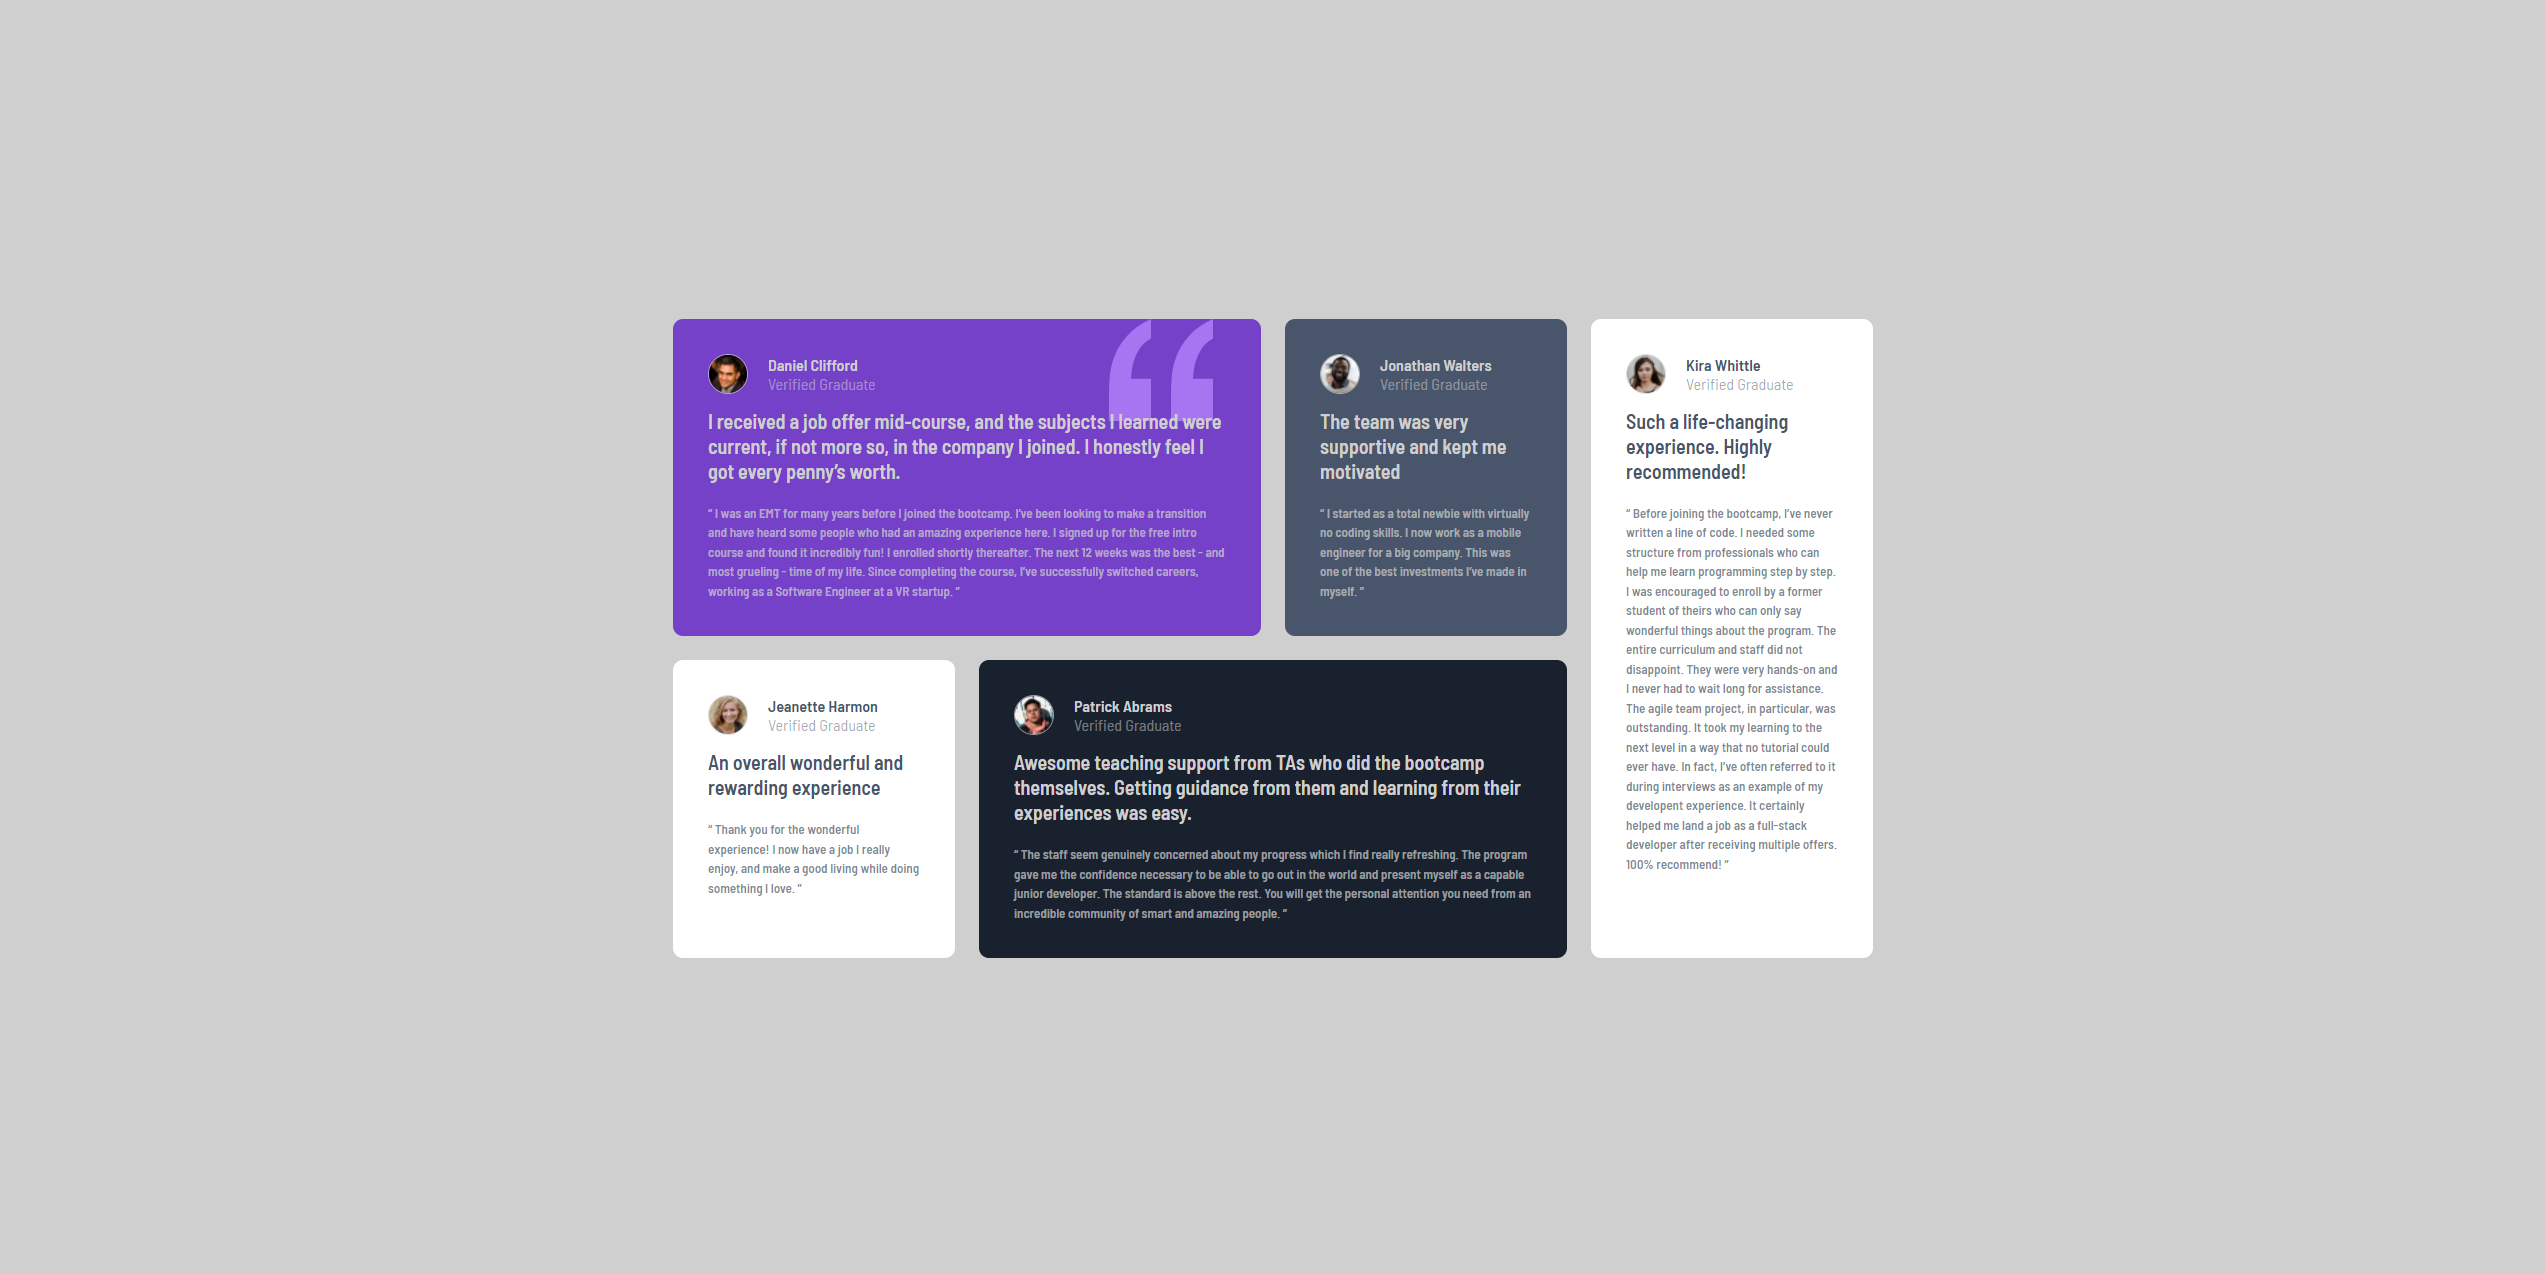 Daniel Clifford
Verified Graduate
I received a job offer mid-course, and the subjects I learned were
current, if not more so, in the company I joined. I honestly feel I
got every penny’s worth.
“ I was an EMT for many years before I joined the bootcamp. I’ve been looking to make a transition
and have heard some people who had an amazing experience here. I signed up for the free intro
course and found it incredibly fun! I enrolled shortly thereafter. The next 12 weeks was the best - and
most grueling - time of my life. Since completing the course, I’ve successfully switched careers,
working as a Software Engineer at a VR startup. ”
Jonathan Walters
Verified Graduate
The team was very
supportive and kept me
motivated
“ I started as a total newbie with virtually
no coding skills. I now work as a mobile
engineer for a big company. This was
one of the best investments I’ve made in
myself. ”
Kira Whittle
Verified Graduate
Such a life-changing
experience. Highly
recommended!
“ Before joining the bootcamp, I’ve never
written a line of code. I needed some
structure from professionals who can
help me learn programming step by step.
I was encouraged to enroll by a former
student of theirs who can only say
wonderful things about the program. The
entire curriculum and staff did not
disappoint. They were very hands-on and
I never had to wait long for assistance.
The agile team project, in particular, was
outstanding. It took my learning to the
next level in a way that no tutorial could
ever have. In fact, I’ve often referred to it
during interviews as an example of my
developent experience. It certainly
helped me land a job as a full-stack
developer after receiving multiple offers.
100% recommend! ”
Jeanette Harmon
Verified Graduate
An overall wonderful and
rewarding experience
“ Thank you for the wonderful
experience! I now have a job I really
enjoy, and make a good living while doing
something I love. ”
Patrick Abrams
Verified Graduate
Awesome teaching support from TAs who did the bootcamp
themselves. Getting guidance from them and learning from their
experiences was easy.
“ The staff seem genuinely concerned about my progress which I find really refreshing. The program
gave me the confidence necessary to be able to go out in the world and present myself as a capable
junior developer. The standard is above the rest. You will get the personal attention you need from an
incredible community of smart and amazing people. ”